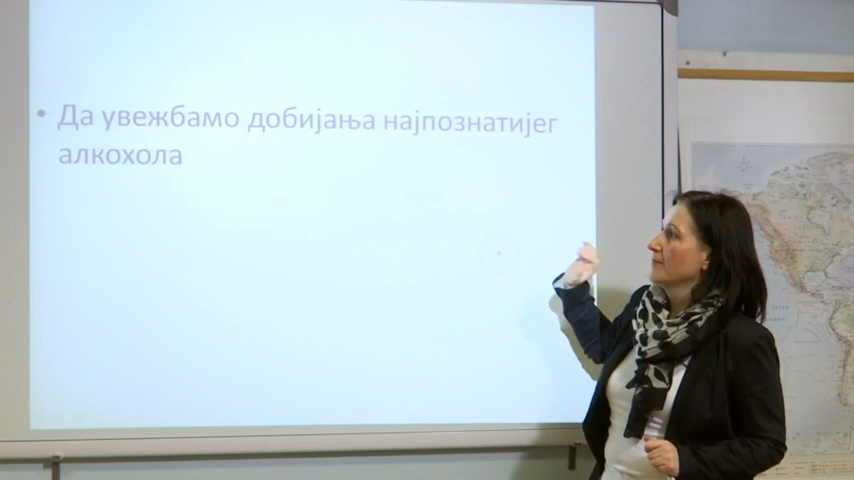 • Да увежбамо добијања најпознатијег
алкохола